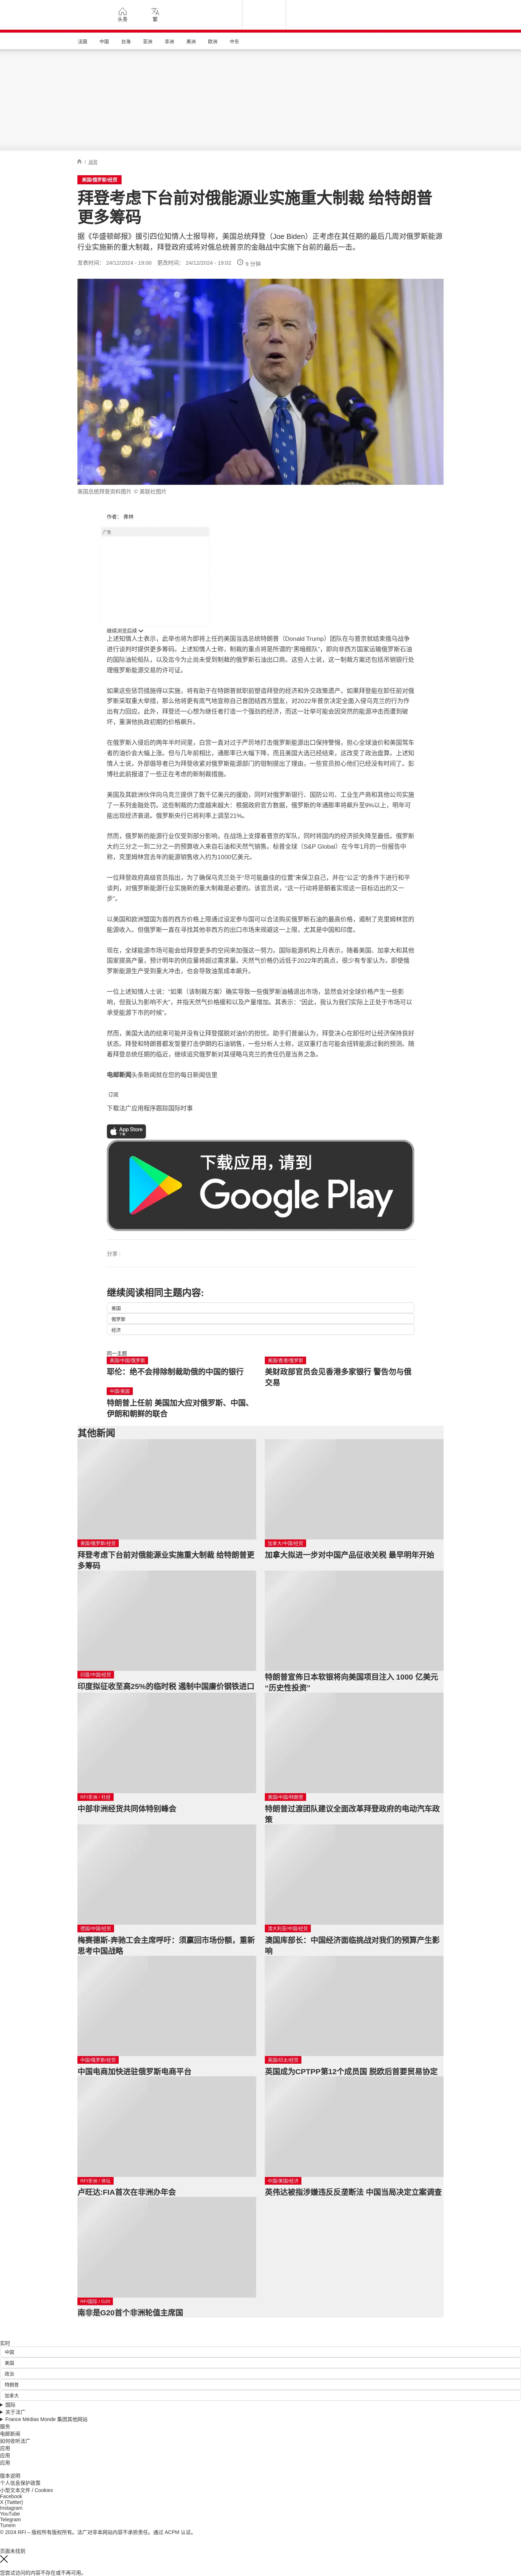 头条
繁
法国
中国
台海
亚洲
非洲
美洲
欧洲
中东
/ 经贸
美国/俄罗斯/经贸
拜登考虑下台前对俄能源业实施重大制裁 给特朗普
更多筹码
据《华盛顿邮报》援引四位知情人士报导称，美国总统拜登（Joe Biden）正考虑在其任期的最后几周对俄罗斯能源
行业实施新的重大制裁，拜登政府或将对俄总统普京的金融战中实施下台前的最后一击。
发表时间： 24/12/2024 - 19:00 更改时间： 24/12/2024 - 19:02 9 分钟
美国总统拜登资料图片 © 美联社图片
作者： 弗林
广告
继续浏览后续
上述知情人士表示，此举也将为即将上任的美国当选总统特朗普（Donald Trump）团队在与普京就结束俄乌战争
进行谈判时提供更多筹码。上述知情人士称，制裁的重点将是所谓的“黑暗舰队”，即向非西方国家运输俄罗斯石油
的国际油轮船队，以及迄今为止尚未受到制裁的俄罗斯石油出口商。这些人士说，这一制裁方案还包括吊销银行处
理俄罗斯能源交易的许可证。
如果这些惩罚措施得以实施，将有助于在特朗普就职前塑造拜登的经济和外交政策遗产。如果拜登能在卸任前对俄
罗斯采取重大举措，那么他将更有底气地宣称自己曾团结西方盟友，对2022年普京决定全面入侵乌克兰的行为作
出有力回应。此外，拜登还一心想为继任者打造一个强劲的经济，而这一壮举可能会因突然的能源冲击而遭到破
坏，重演他执政初期的价格飙升。
在俄罗斯入侵后的两年半时间里，白宫一直对过于严厉地打击俄罗斯能源出口保持警惕，担心全球油价和美国驾车
者的油价会大幅上涨。但与几年前相比，通胀率已大幅下降，而且美国大选已经结束，这改变了政治盘算。上述知
情人士说，外部倡导者已为拜登收紧对俄罗斯能源部门的钳制提出了理由，一些官员担心他们已经没有时间了。彭
博社此前报道了一些正在考虑的新制裁措施。
美国及其欧洲伙伴向乌克兰提供了数千亿美元的援助，同时对俄罗斯银行、国防公司、工业生产商和其他公司实施
了一系列金融处罚。这些制裁的力度越来越大：根据政府官方数据，俄罗斯的年通胀率将飙升至9%以上，明年可
能出现经济衰退。俄罗斯央行已将利率上调至21%。
然而，俄罗斯的能源行业仅受到部分影响。在战场上支撑着普京的军队，同时将国内的经济损失降至最低。俄罗斯
大约三分之一到二分之一的预算收入来自石油和天然气销售。标普全球（S&P Global）在今年1月的一份报告中
称，克里姆林宫去年的能源销售收入约为1000亿美元。
一位拜登政府高级官员指出，为了确保乌克兰处于“尽可能最佳的位置”来保卫自己，并在“公正”的条件下进行和平
谈判，对俄罗斯能源行业实施新的重大制裁是必要的。该官员说，“这一行动将是朝着实现这一目标迈出的又一
步”。
以美国和欧洲盟国为首的西方价格上限通过设定参与国可以合法购买俄罗斯石油的最高价格，遏制了克里姆林宫的
能源收入。但俄罗斯一直在寻找其他非西方的出口市场来规避这一上限，尤其是中国和印度。
现在，全球能源市场可能会给拜登更多的空间来加强这一努力。国际能源机构上月表示，随着美国、加拿大和其他
国家提高产量，预计明年的供应量将超过需求量。天然气价格仍远低于2022年的高点，很少有专家认为，即使俄
罗斯能源生产受到重大冲击，也会导致油泵成本飙升。
一位上述知情人士说：“如果（该制裁方案）确实导致一些俄罗斯油桶退出市场，显然会对全球价格产生一些影
响，但我认为影响不大”，并指天然气价格缓和以及产量增加。其表示：“因此，我认为我们实际上正处于市场可以
承受能源下市的时候”。
然而，美国大选的结束可能并没有让拜登摆脱对油价的担忧。助手们普遍认为，拜登决心在卸任时让经济保持良好
状态。拜登和特朗普都发誓要打击伊朗的石油销售，一些分析人士称，这双重打击可能会扭转能源过剩的预测。随
着拜登总统任期的临近，继续追究俄罗斯对其侵略乌克兰的责任仍是当务之急。
电邮新闻头条新闻就在您的每日新闻信里
订阅
下载法广应用程序跟踪国际时事
App Store
下载
下载应用，请到
Google Play
分享 :
继续阅读相同主题内容:
美国
俄罗斯
经济
同一主题
美国/中国/俄罗斯
耶伦：绝不会排除制裁助俄的中国的银行
美国/香港/俄罗斯
美财政部官员会见香港多家银行 警告勿与俄
交易
中国/美国
特朗普上任前 美国加大应对俄罗斯、中国、
伊朗和朝鲜的联合
其他新闻
美国/俄罗斯/经贸
拜登考虑下台前对俄能源业实施重大制裁 给特朗普更
多筹码
加拿大/中国/经贸
加拿大拟进一步对中国产品征收关税 最早明年开始
印度/中国/经贸
印度拟征收至高25%的临时税 遏制中国廉价钢铁进口
特朗普宣佈日本软银将向美国项目注入 1000 亿美元
“历史性投资”
RFI非洲 / 社经
中部非洲经货共同体特别峰会
美国/中国/特朗普
特朗普过渡团队建议全面改革拜登政府的电动汽车政
策
德国/中国/经贸
梅赛德斯-奔驰工会主席呼吁：须赢回市场份额，重新
思考中国战略
澳大利亚/中国/经贸
澳国库部长：中国经济面临挑战对我们的预算产生影
响
中国/俄罗斯/经贸
中国电商加快进驻俄罗斯电商平台
英国/印太/经贸
英国成为CPTPP第12个成员国 脱欧后首要贸易协定
RFI非洲 / 体坛
卢旺达:FIA首次在非洲办年会
中国/美国/经济
英伟达被指涉嫌违反反垄断法 中国当局决定立案调查
RFI国际 / G20
南非是G20首个非洲轮值主席国
实时
中国
美国
政治
特朗普
加拿大
国际
关于法广
France Médias Monde 集团其他网站
服务
电邮新闻
如何收听法广
应用
应用
应用
版本说明
个人信息保护政策
小型文本文件 / Cookies
Facebook
X (Twitter)
Instagram
YouTube
Telegram
TuneIn
© 2024 RFI – 版权所有版权所有。法广对非本网站内容不承担责任。通过 ACPM 认证。
页面未找到
您尝试访问的内容不存在或不再可用。